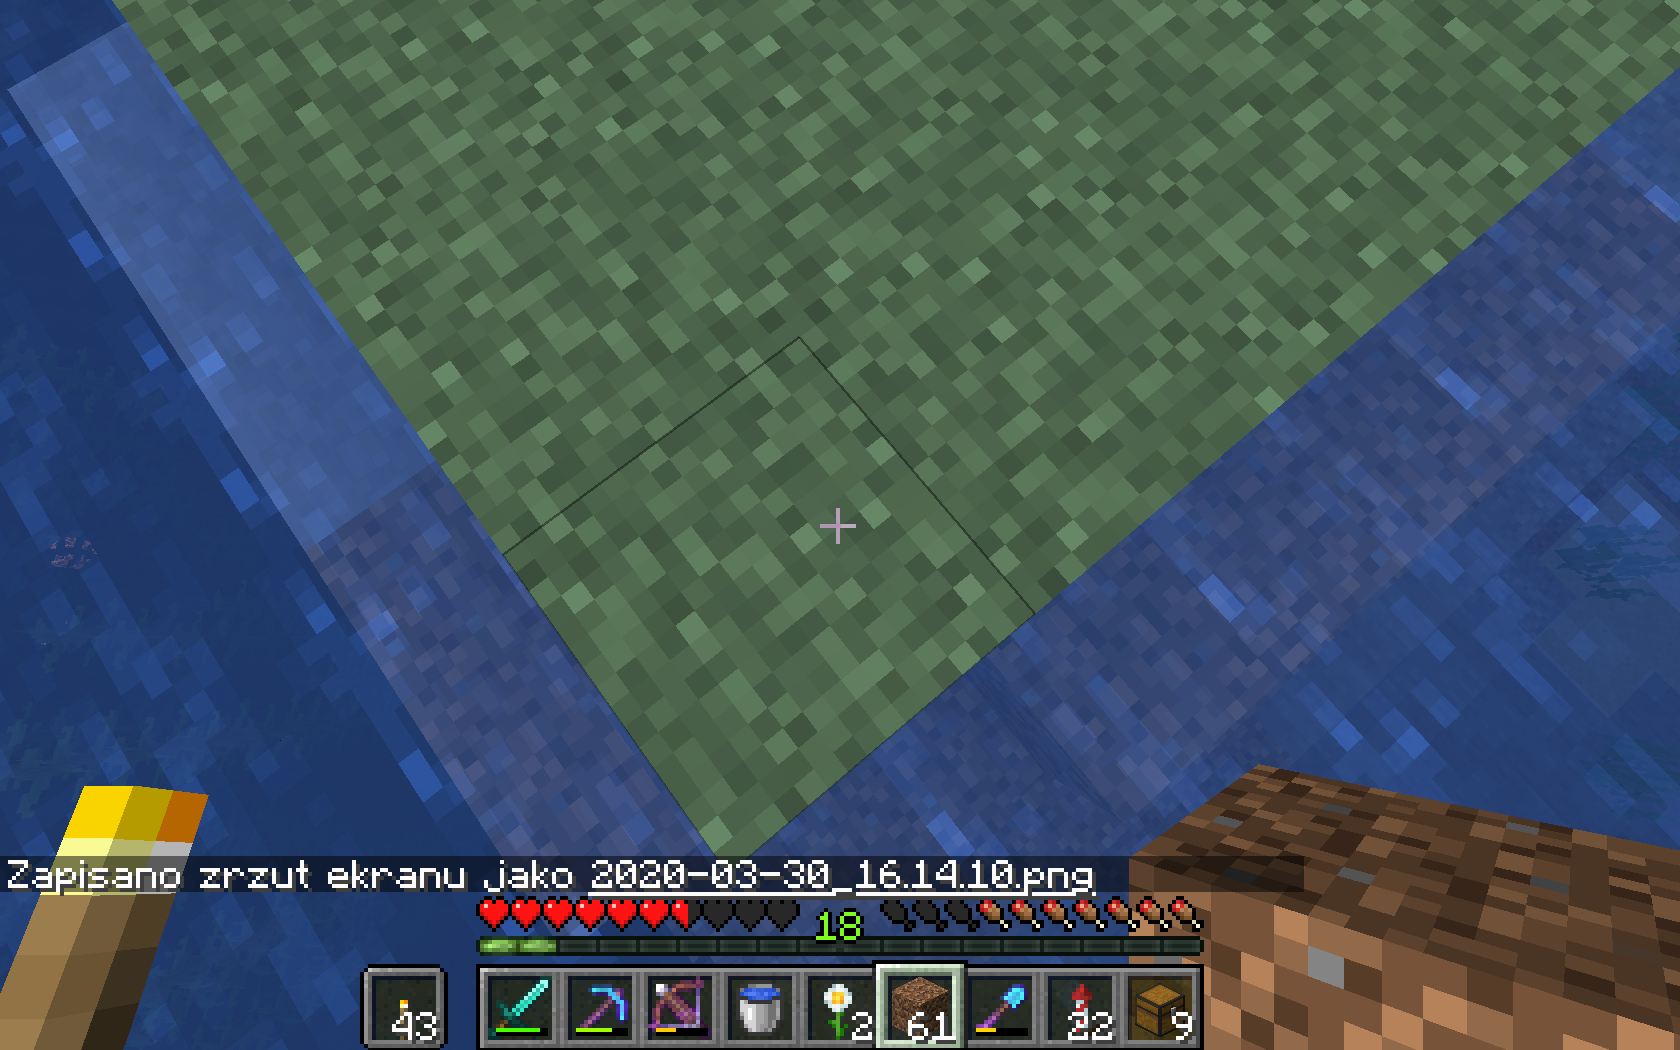 Zapisano zrzut ekranu jako 2020-03-30_16.14.10.png
18
43 2 61 22 9